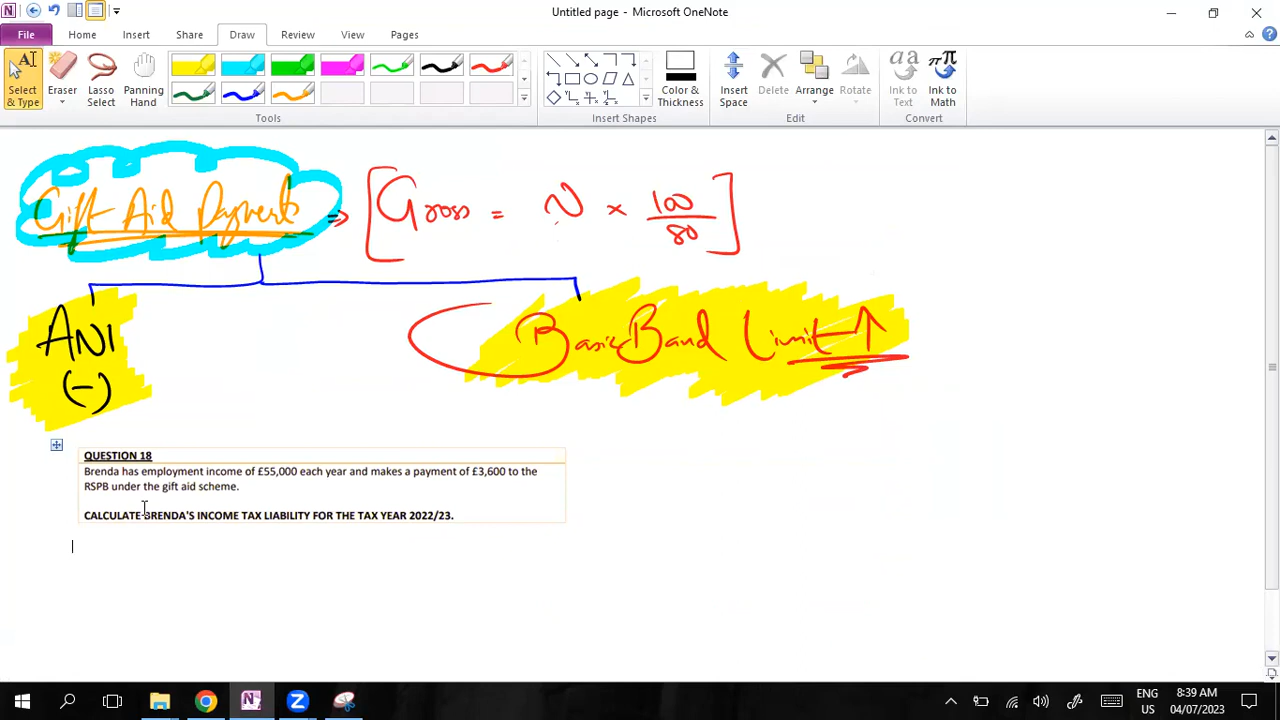 Untitled page - Microsoft OneNote
File Home Insert Draw Review View Pages
Select & Type
Eraser
Lasso Select
Panning Hand
Color & Thickness
Insert Space
Delete
Arrange
Rotate
Ink to Text
Ink to Math
Tools
Insert Shapes
Edit
Convert
Gift Aid Payments ⇒ [Gross = N × 100/80]
ANI
(-)
Basic Band Limit ↑
QUESTION 18
Brenda has employment income of £55,000 each year and makes a payment of £3,600 to the
RSPB under the gift aid scheme.
CALCULATE BRENDA'S INCOME TAX LIABILITY FOR THE TAX YEAR 2022/23.
ENG
US
8:39 AM
04/07/2023